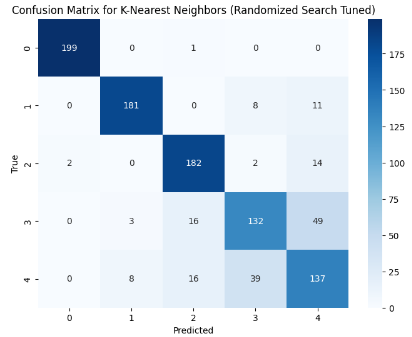 Confusion Matrix for K-Nearest Neighbors (Randomized Search Tuned)
0 199 0 1 0 0
1 0 181 0 8 11
2 2 0 182 2 14
3 0 3 16 132 49
4 0 8 16 39 137
0 1 2 3 4
True
Predicted
175
150
125
100
75
50
25
0